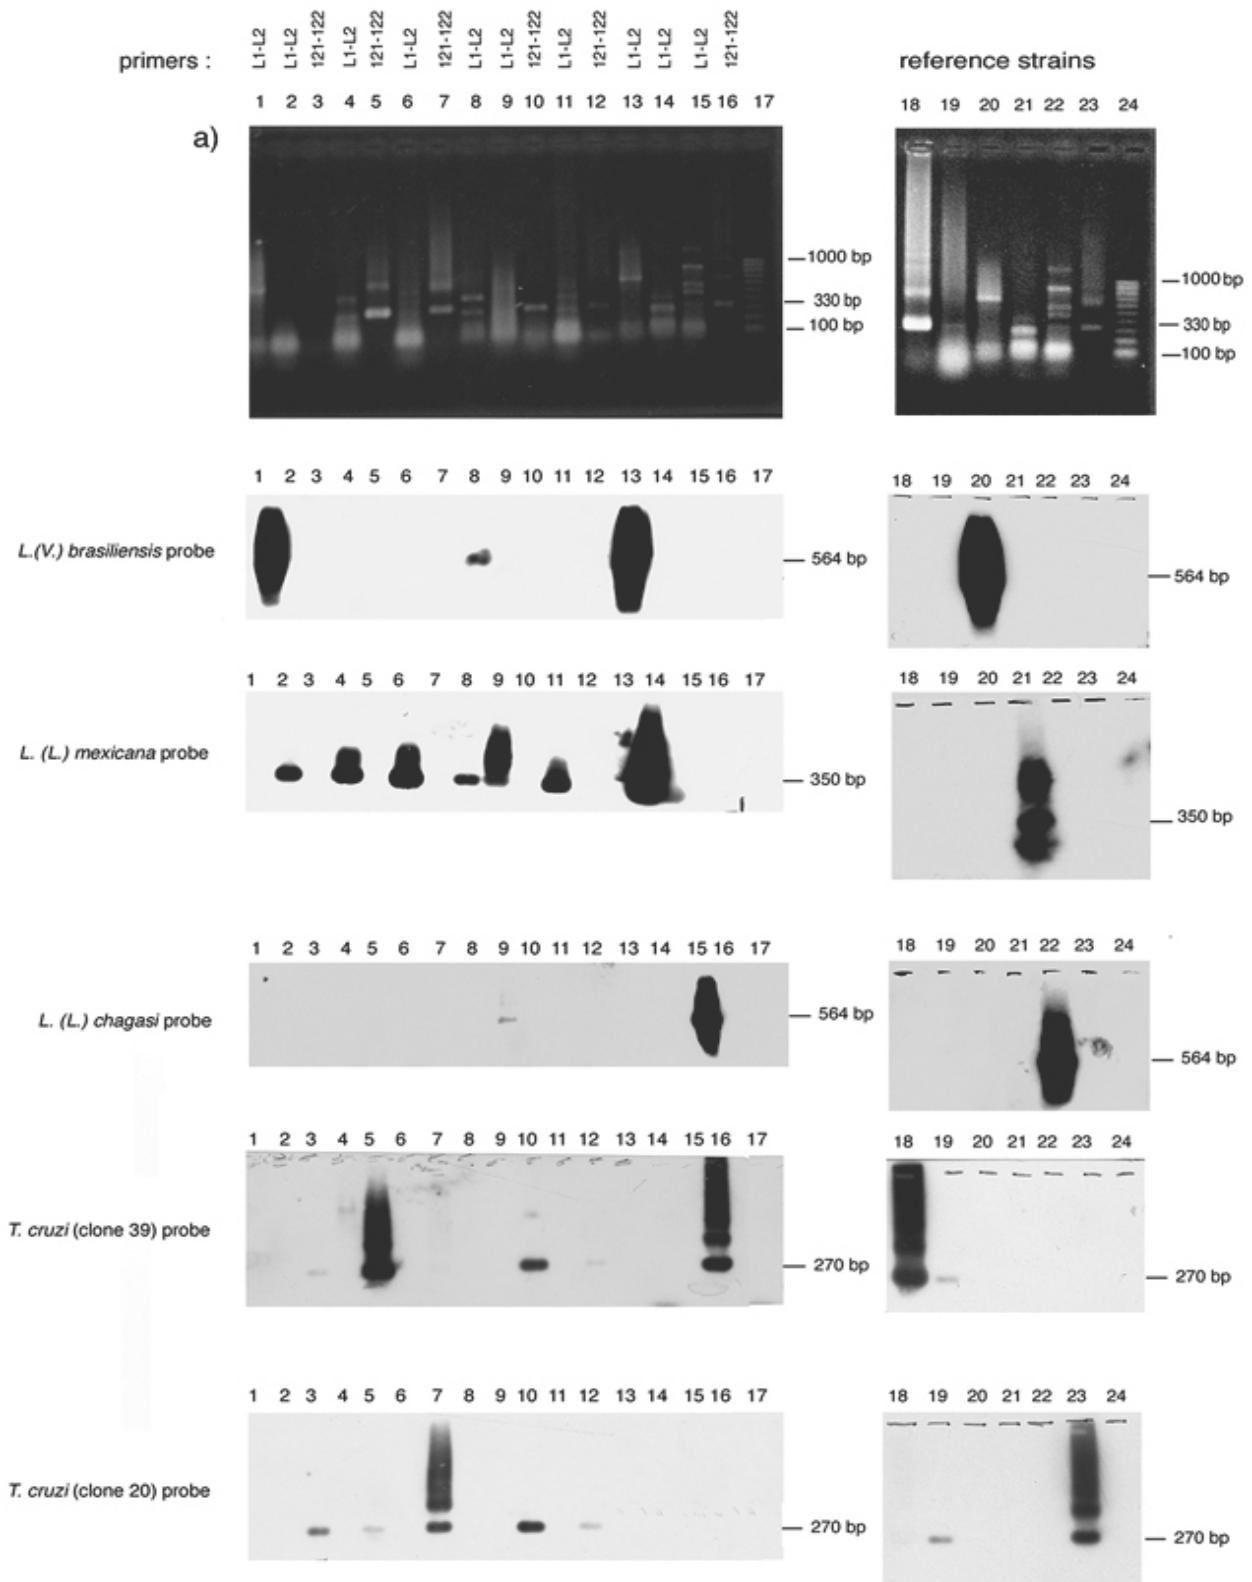 primers :
L1-L2 L1-L2 121-122 L1-L2 121-122 L1-L2 121-122 L1-L2 L1-L2 121-122 L1-L2 121-122 L1-L2 L1-L2 L1-L2 121-122
reference strains
1 2 3 4 5 6 7 8 9 10 11 12 13 14 15 16 17
18 19 20 21 22 23 24
a)
1000 bp
330 bp
100 bp
1000 bp
330 bp
100 bp
1 2 3 4 5 6 7 8 9 10 11 12 13 14 15 16 17
18 19 20 21 22 23 24
L.(V.) brasiliensis probe
564 bp
564 bp
1 2 3 4 5 6 7 8 9 10 11 12 13 14 15 16 17
18 19 20 21 22 23 24
L. (L.) mexicana probe
350 bp
350 bp
1 2 3 4 5 6 7 8 9 10 11 12 13 14 15 16 17
18 19 20 21 22 23 24
L. (L.) chagasi probe
564 bp
564 bp
1 2 3 4 5 6 7 8 9 10 11 12 13 14 15 16 17
18 19 20 21 22 23 24
T. cruzi (clone 39) probe
270 bp
270 bp
1 2 3 4 5 6 7 8 9 10 11 12 13 14 15 16 17
18 19 20 21 22 23 24
T. cruzi (clone 20) probe
270 bp
270 bp